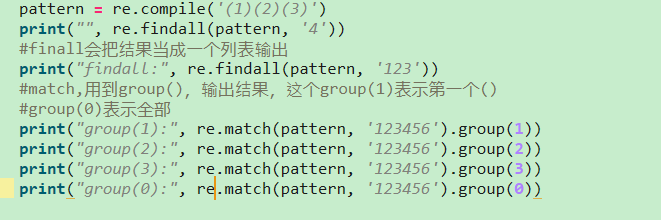 pattern = re.compile('(1)(2)(3)')
print("", re.findall(pattern, '4'))
#finall会把结果当成一个列表输出
print("findall:", re.findall(pattern, '123'))
#match,用到group(), 输出结果, 这个group(1)表示第一个()
#group(0)表示全部
print("group(1):", re.match(pattern, '123456').group(1))
print("group(2):", re.match(pattern, '123456').group(2))
print("group(3):", re.match(pattern, '123456').group(3))
print("group(0):", re.match(pattern, '123456').group(0))